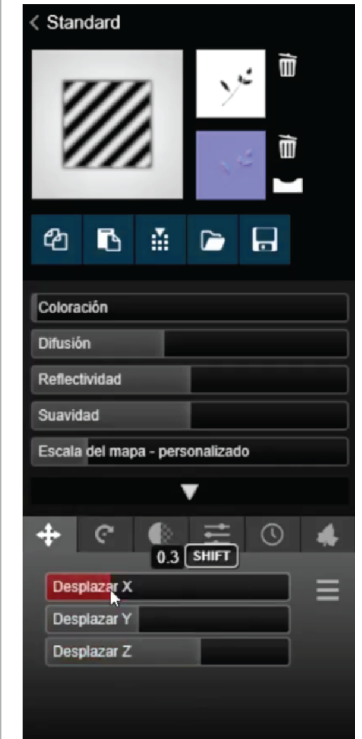 Standard
Coloración
Difusión
Reflectividad
Suavidad
Escala del mapa - personalizado
0.3 SHIFT
Desplazar X
Desplazar Y
Desplazar Z